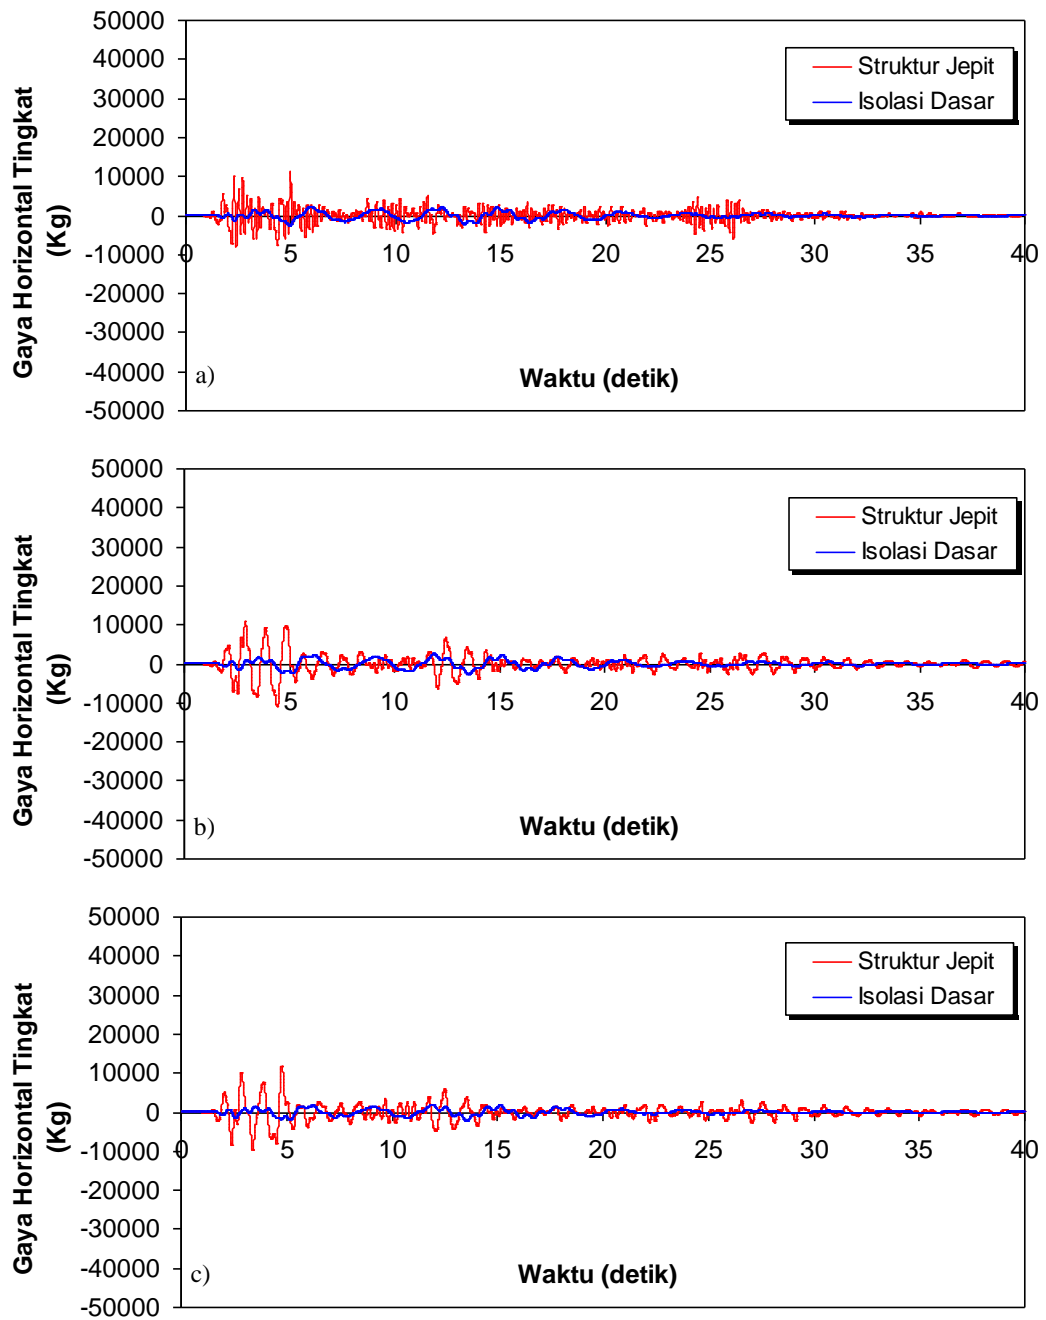 50000
40000
30000
20000
10000
0
-10000
-20000
-30000
-40000
-50000
0 5 10 15 20 25 30 35 40
Gaya Horizontal Tingkat
(Kg)
Waktu (detik)
Struktur Jepit
Isolasi Dasar
a)
50000
40000
30000
20000
10000
0
-10000
-20000
-30000
-40000
-50000
0 5 10 15 20 25 30 35 40
Gaya Horizontal Tingkat
(Kg)
Waktu (detik)
Struktur Jepit
Isolasi Dasar
b)
50000
40000
30000
20000
10000
0
-10000
-20000
-30000
-40000
-50000
0 5 10 15 20 25 30 35 40
Gaya Horizontal Tingkat
(Kg)
Waktu (detik)
Struktur Jepit
Isolasi Dasar
c)